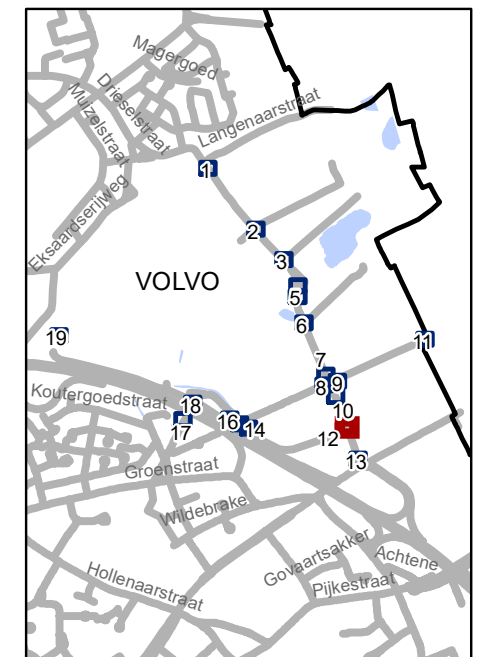 Magergoed
Drieselstraat
Muizelstraat
Langenaarstraat
1
Eksaardserijweg
2
3
VOLVO
5
6
19
11
7
8
9
Koutergoedstraat
18
10
16
17
14
12
13
Groenstraat
Wildebrake
Govaartsakker
Achtene
Hollenaarstraat
Pijkestraat